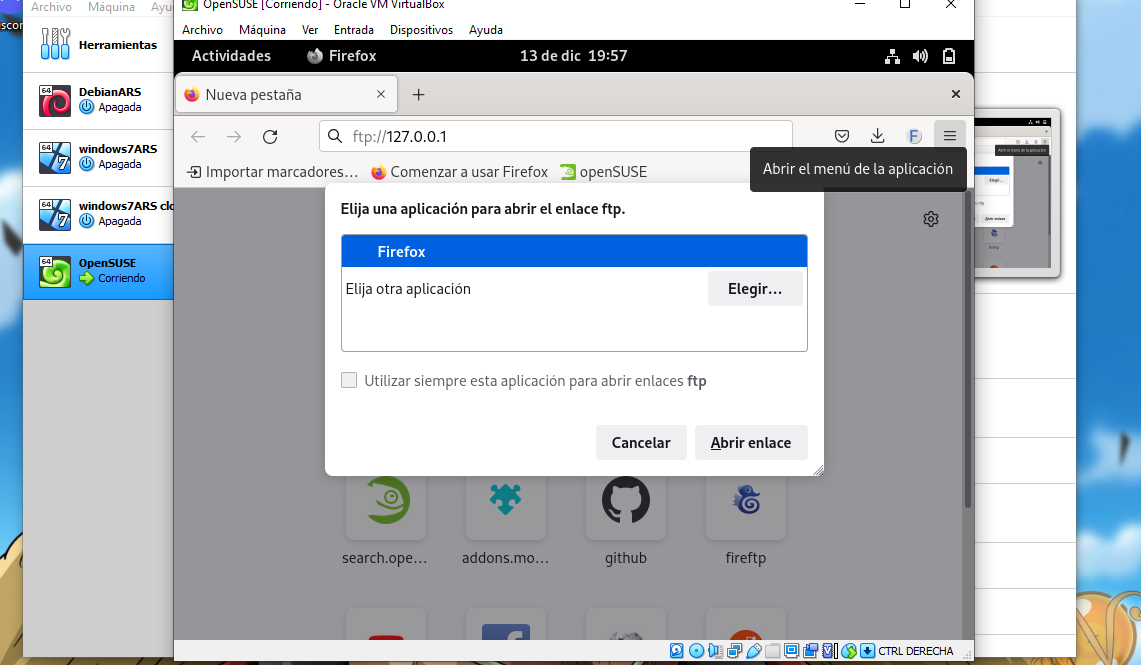 OpenSUSE [Corriendo] - Oracle VM VirtualBox
Archivo Máquina Ayu
Archivo Máquina Ver Entrada Dispositivos Ayuda
Herramientas
DebianARS
Apagada
windows7ARS
Apagada
windows7ARS clo
Apagada
OpenSUSE
Corriendo
Actividades Firefox 13 de dic 19:57
Nueva pestaña
ftp://127.0.0.1
Importar marcadores… Comenzar a usar Firefox openSUSE
Abrir el menú de la aplicación
Elija una aplicación para abrir el enlace ftp.
Firefox
Elija otra aplicación Elegir…
Utilizar siempre esta aplicación para abrir enlaces ftp
Cancelar Abrir enlace
search.ope… addons.mo… github fireftp
CTRL DERECHA